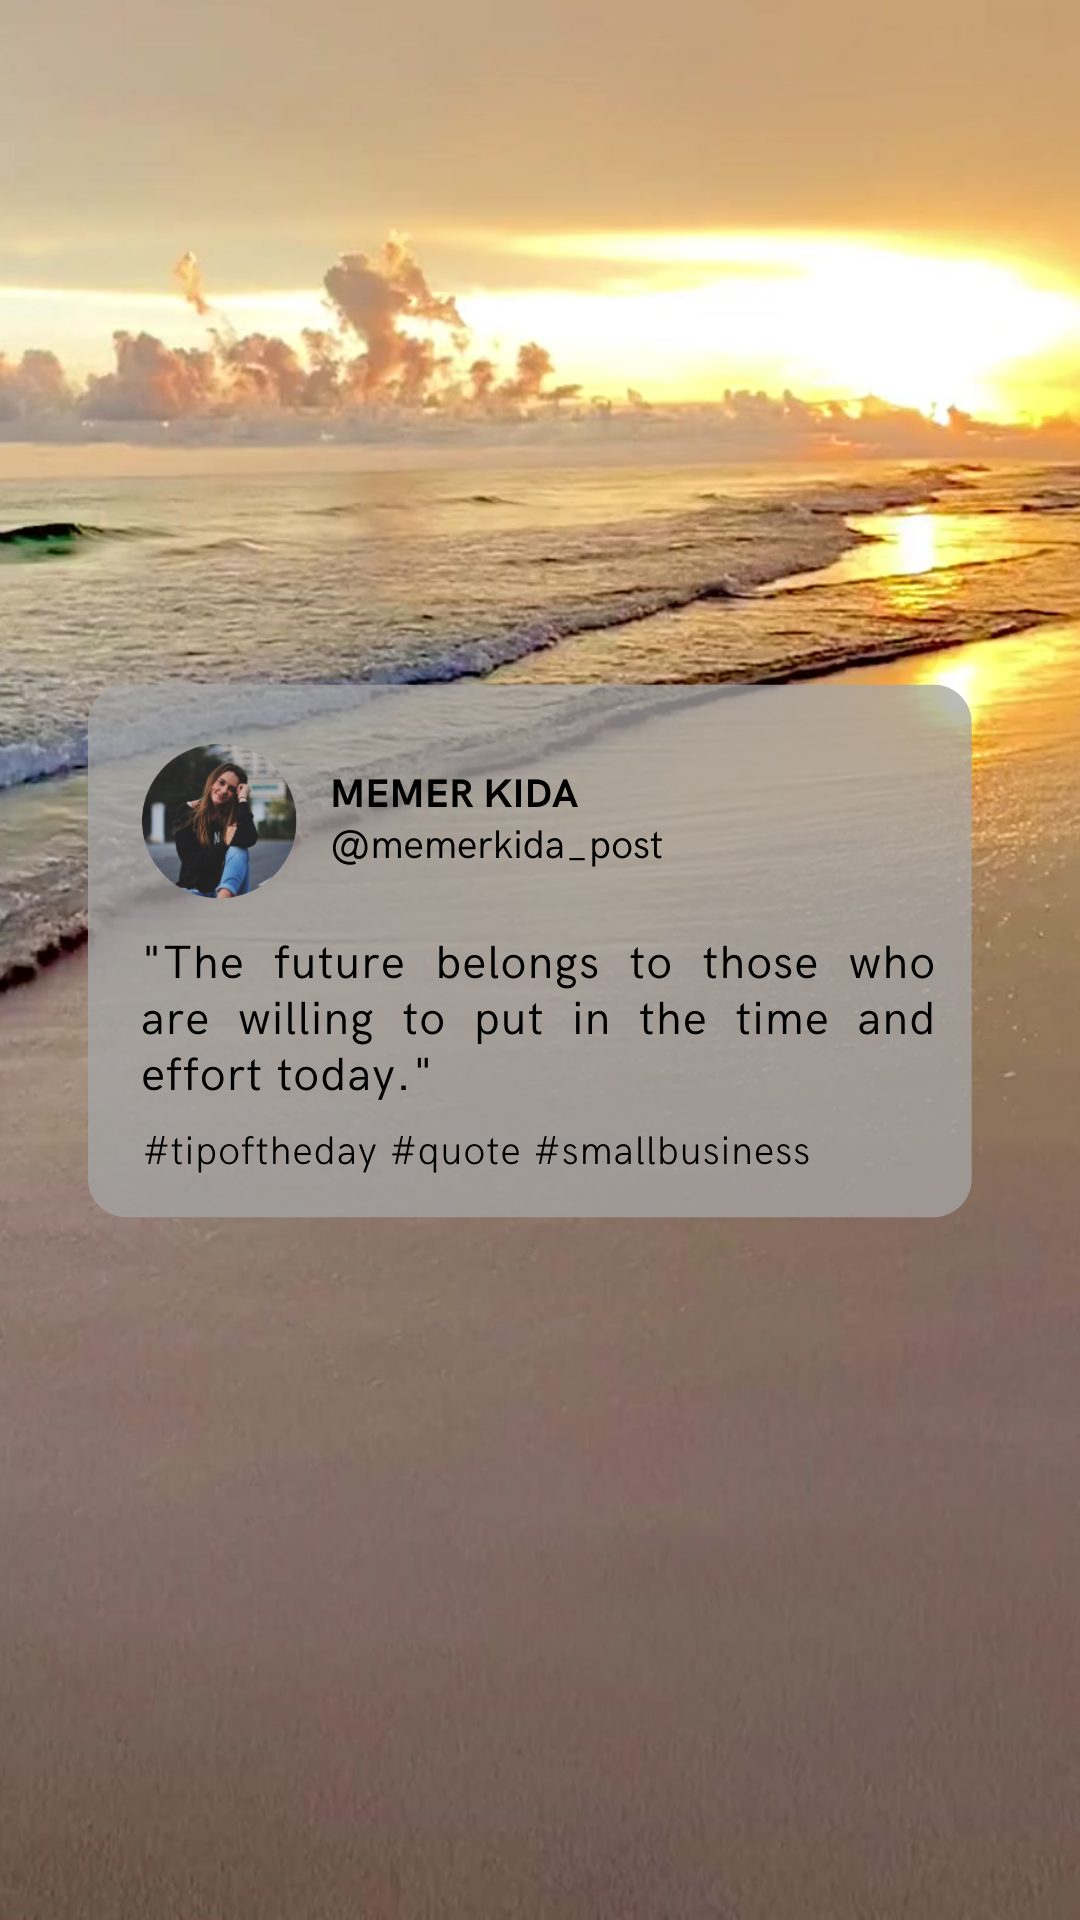 MEMER KIDA
@memerkida_post
"The future belongs to those who
are willing to put in the time and
effort today."
#tipoftheday #quote #smallbusiness